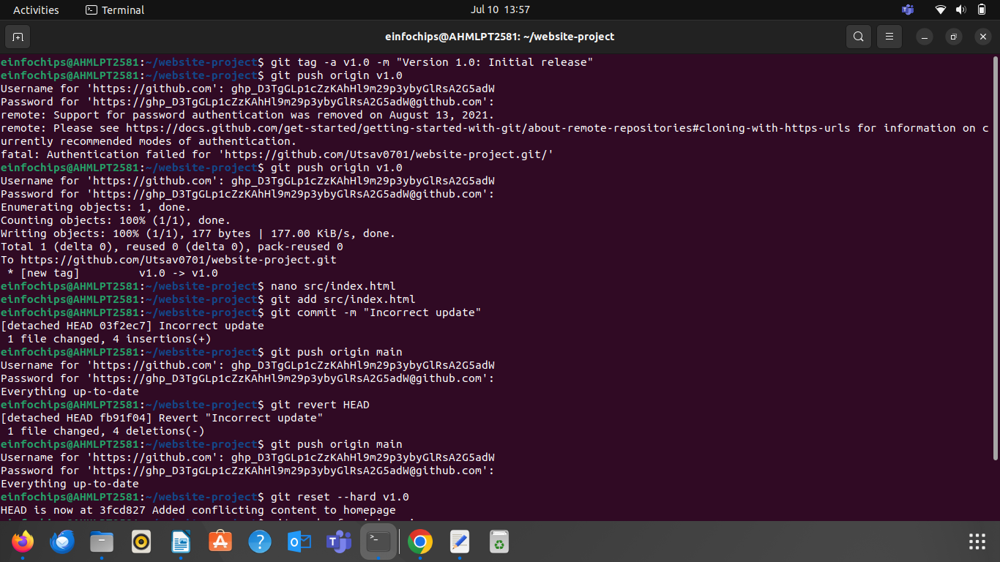 Activities
Terminal
Jul 10 13:57
einfochips@AHMLPT2581: ~/website-project
einfochips@AHMLPT2581:~/website-project$ git tag -a v1.0 -m "Version 1.0: Initial release"
einfochips@AHMLPT2581:~/website-project$ git push origin v1.0
Username for 'https://github.com': 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
Password for 'https://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@github.com':
remote: Support for password authentication was removed on August 13, 2021.
remote: Please see https://docs.github.com/get-started/getting-started-with-git/about-remote-repositories#cloning-with-https-urls for information on c
urrently recommended modes of authentication.
fatal: Authentication failed for 'https://github.com/Utsav0701/website-project.git/'
einfochips@AHMLPT2581:~/website-project$ git push origin v1.0
Username for 'https://github.com': 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
Password for 'https://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@github.com':
Enumerating objects: 1, done.
Counting objects: 100% (1/1), done.
Writing objects: 100% (1/1), 177 bytes | 177.00 KiB/s, done.
Total 1 (delta 0), reused 0 (delta 0), pack-reused 0
To https://github.com/Utsav0701/website-project.git
 * [new tag]         v1.0 -> v1.0
einfochips@AHMLPT2581:~/website-project$ nano src/index.html
einfochips@AHMLPT2581:~/website-project$ git add src/index.html
einfochips@AHMLPT2581:~/website-project$ git commit -m "Incorrect update"
[detached HEAD 03f2ec7] Incorrect update
 1 file changed, 4 insertions(+)
einfochips@AHMLPT2581:~/website-project$ git push origin main
Username for 'https://github.com': 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
Password for 'https://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@github.com':
Everything up-to-date
einfochips@AHMLPT2581:~/website-project$ git revert HEAD
[detached HEAD fb91f04] Revert "Incorrect update"
 1 file changed, 4 deletions(-)
einfochips@AHMLPT2581:~/website-project$ git push origin main
Username for 'https://github.com': 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
Password for 'https://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@github.com':
Everything up-to-date
einfochips@AHMLPT2581:~/website-project$ git reset --hard v1.0
HEAD is now at 3fcd827 Added conflicting content to homepage